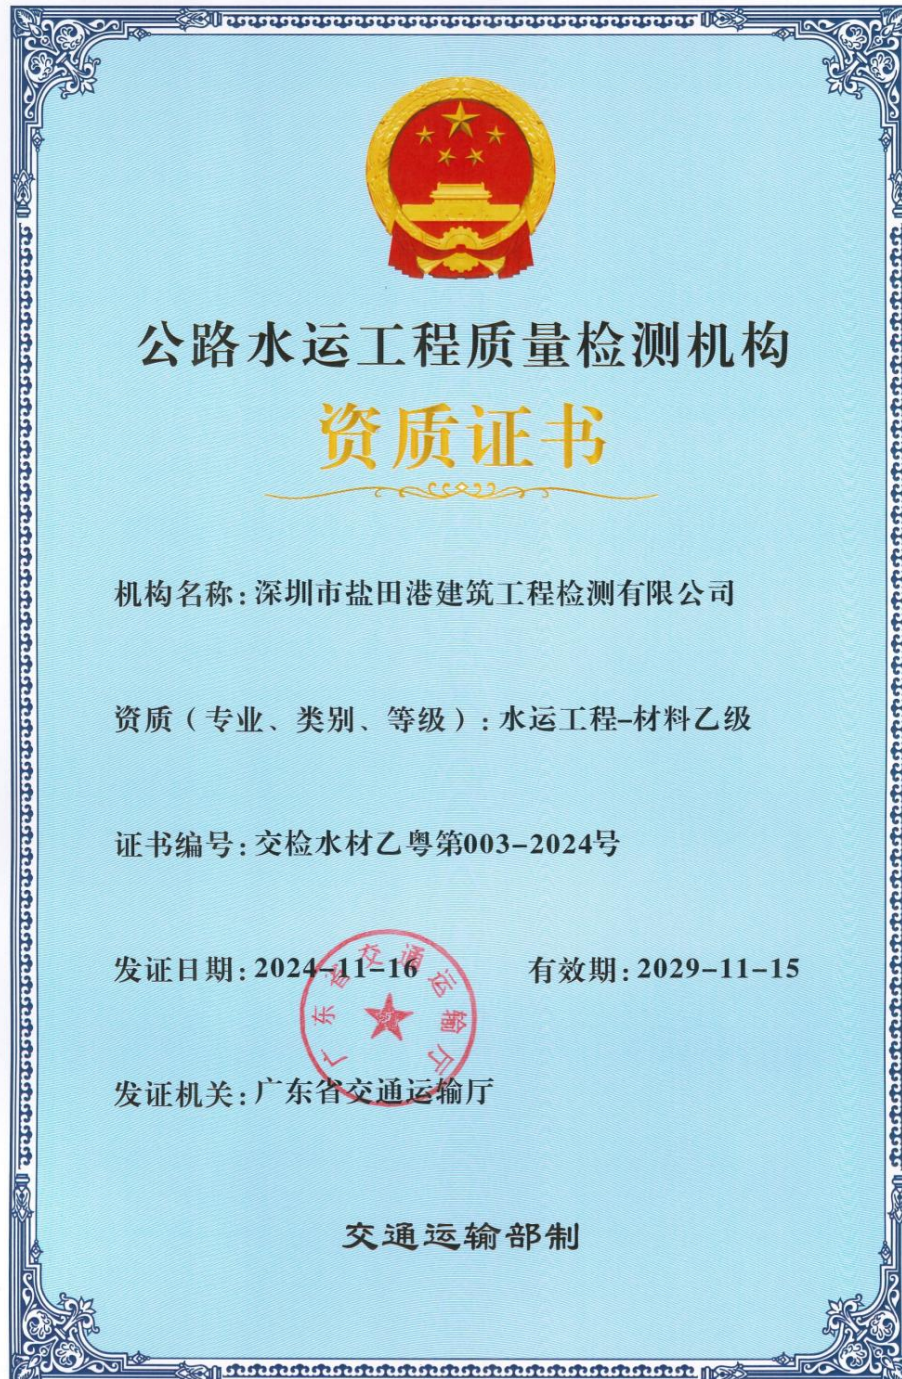 公路水运工程质量检测机构
资质证书
机构名称:深圳市盐田港建筑工程检测有限公司
资质(专业、类别、等级):水运工程-材料乙级
证书编号:交检水材乙粤第003-2024号
发证日期:2024-11-16 有效期:2029-11-15
广东省交通运输厅
发证机关:广东省交通运输厅
交通运输部制